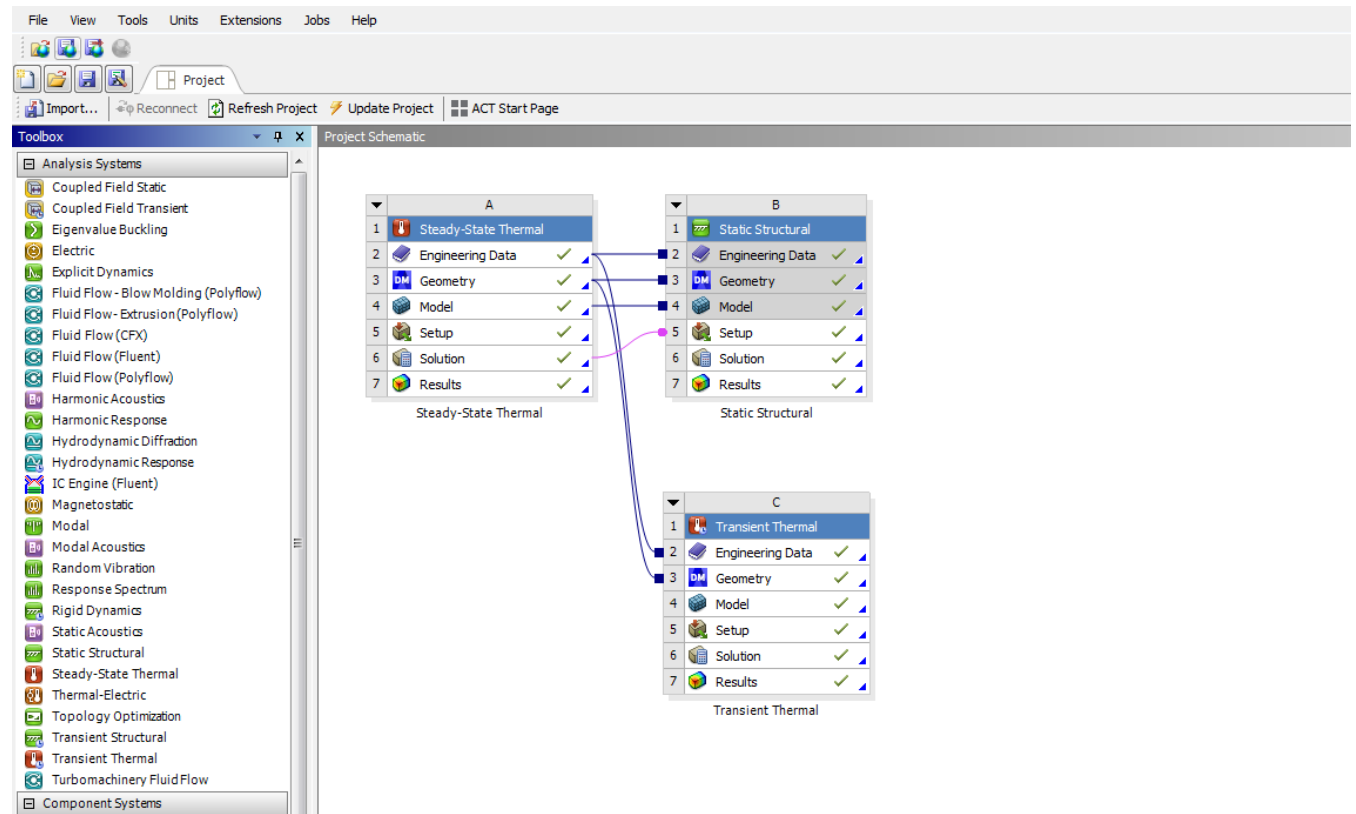 File View Tools Units Extensions Jobs Help
Project
Import... Reconnect Refresh Project Update Project ACT Start Page
Toolbox
Analysis Systems
Coupled Field Static
Coupled Field Transient
Eigenvalue Buckling
Electric
Explicit Dynamics
Fluid Flow - Blow Molding (Polyflow)
Fluid Flow - Extrusion (Polyflow)
Fluid Flow (CFX)
Fluid Flow (Fluent)
Fluid Flow (Polyflow)
Harmonic Acoustics
Harmonic Response
Hydrodynamic Diffraction
Hydrodynamic Response
IC Engine (Fluent)
Magnetostatic
Modal
Modal Acoustics
Random Vibration
Response Spectrum
Rigid Dynamics
Static Acoustics
Static Structural
Steady-State Thermal
Thermal-Electric
Topology Optimization
Transient Structural
Transient Thermal
Turbomachinery Fluid Flow
Component Systems
Project Schematic
A
1 Steady-State Thermal
2 Engineering Data
3 DM Geometry
4 Model
5 Setup
6 Solution
7 Results
Steady-State Thermal
B
1 Static Structural
2 Engineering Data
3 DM Geometry
4 Model
5 Setup
6 Solution
7 Results
Static Structural
C
1 Transient Thermal
2 Engineering Data
3 DM Geometry
4 Model
5 Setup
6 Solution
7 Results
Transient Thermal